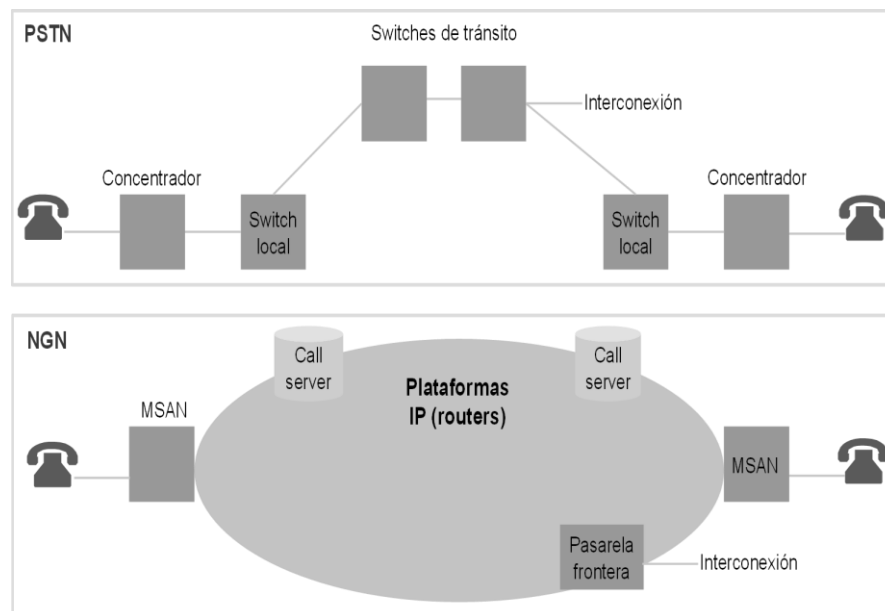 PSTN
Switches de tránsito
Interconexión
Concentrador
Concentrador
Switch
local
Switch
local
NGN
Call
server
Call
server
Plataformas
IP (routers)
MSAN
MSAN
Pasarela
frontera
Interconexión